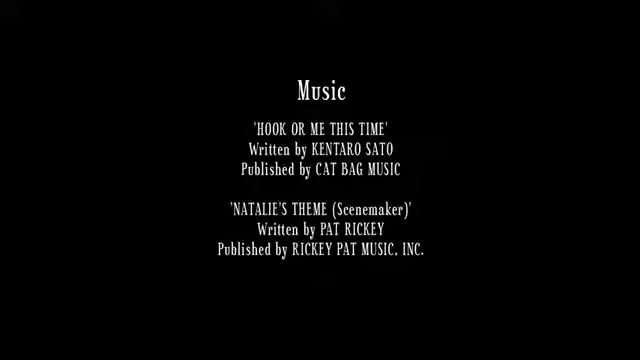 Music
'HOOK OR ME THIS TIME'
Written by KENTARO SATO
Published by CAT BAG MUSIC
'NATALIE'S THEME (Scenemaker)'
Written by PAT RICKEY
Published by RICKEY PAT MUSIC, INC.